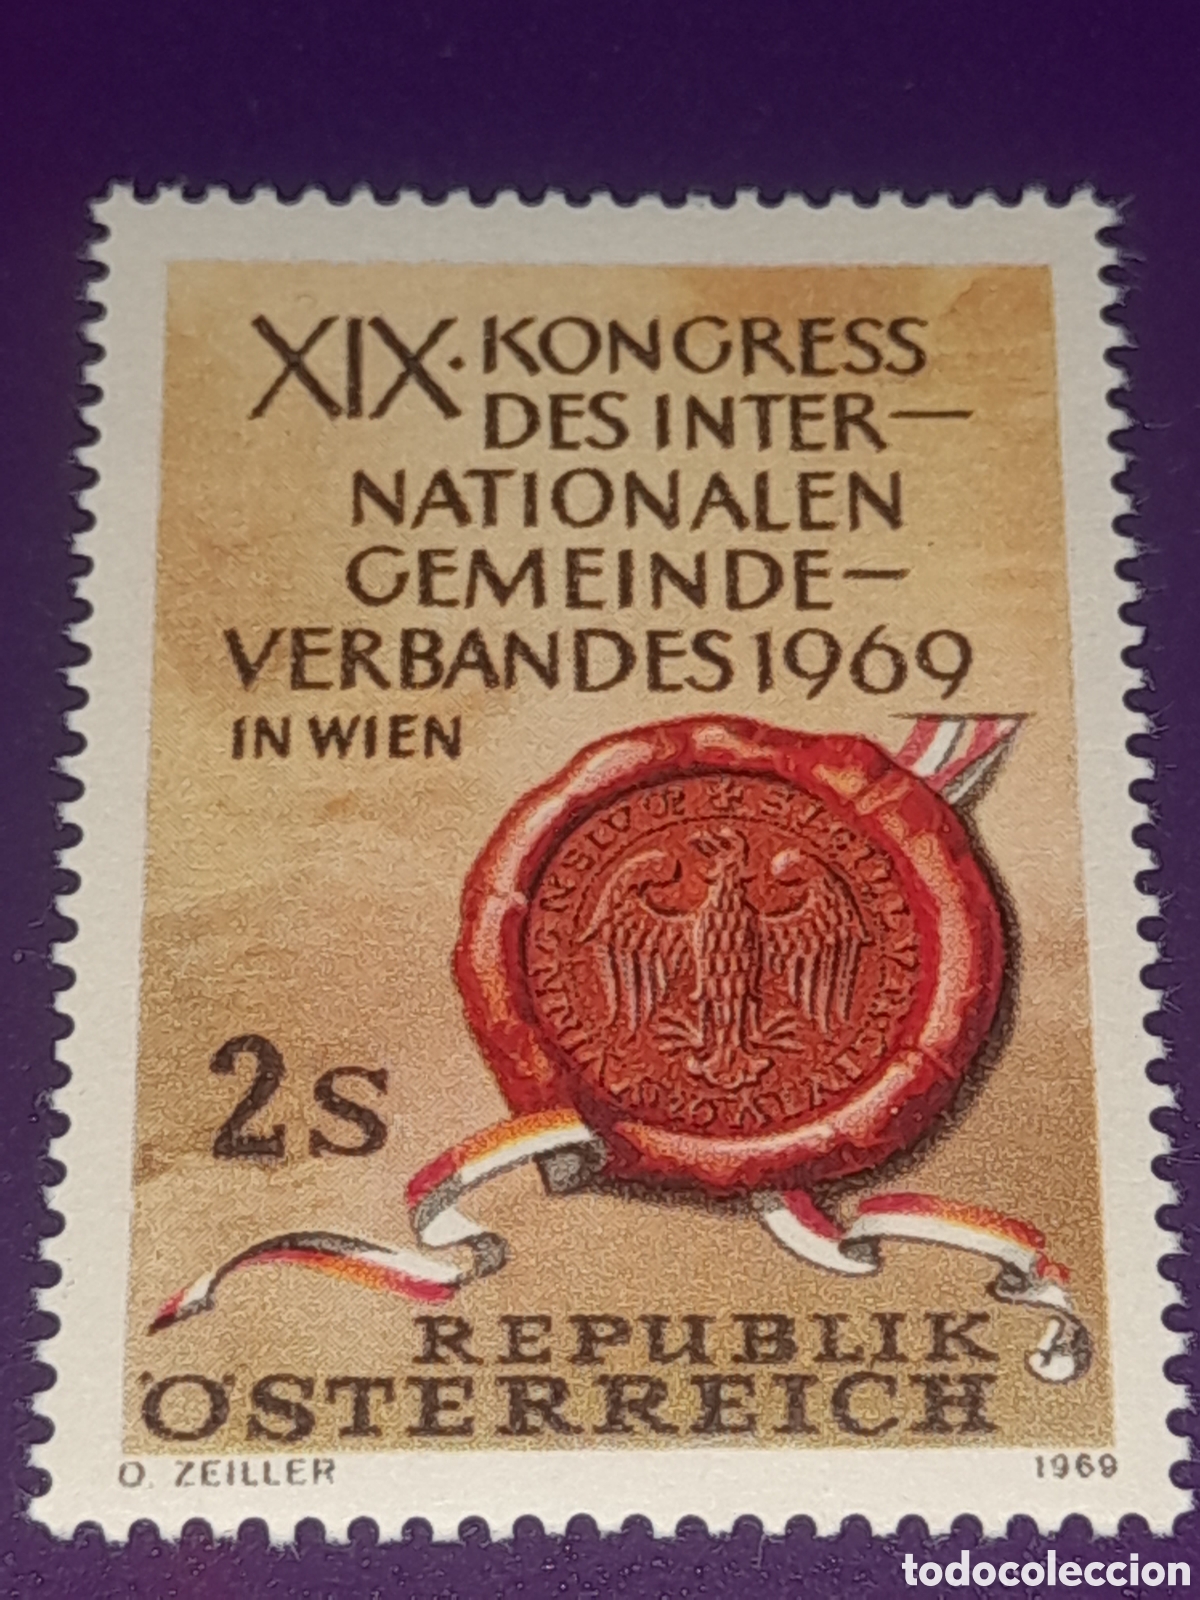 XIX. KONGRESS
DES INTER—
NATIONALEN
GEMEINDE—
VERBANDES 1969
IN WIEN
2S
REPUBLIK
ÖSTERREICH
O. ZEILLER
1969
todocoleccion